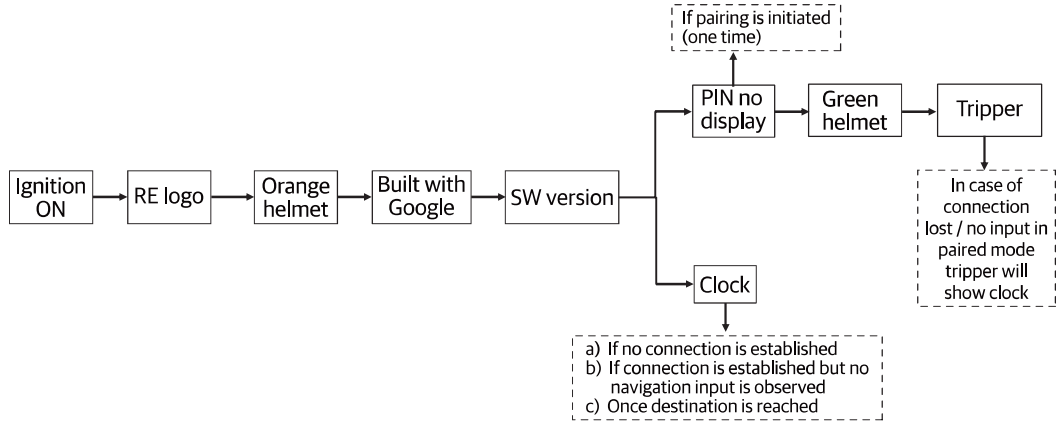 If pairing is initiated
(one time)
PIN no
display
Green
helmet
Tripper
Ignition
ON
RE logo
Orange
helmet
Built with
Google
SW version
In case of
connection
lost / no input in
paired mode
tripper will
show clock
Clock
a) If no connection is established
b) If connection is established but no
navigation input is observed
c) Once destination is reached